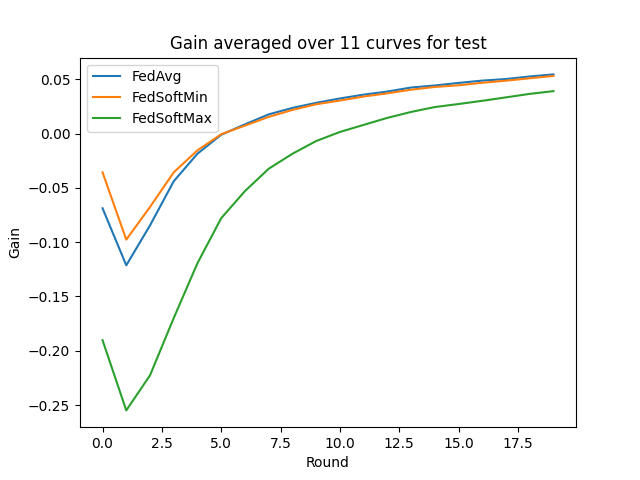 Gain averaged over 11 curves for test
FedAvg
FedSoftMin
FedSoftMax
0.05
0.00
−0.05
−0.10
−0.15
−0.20
−0.25
Gain
0.0 2.5 5.0 7.5 10.0 12.5 15.0 17.5
Round